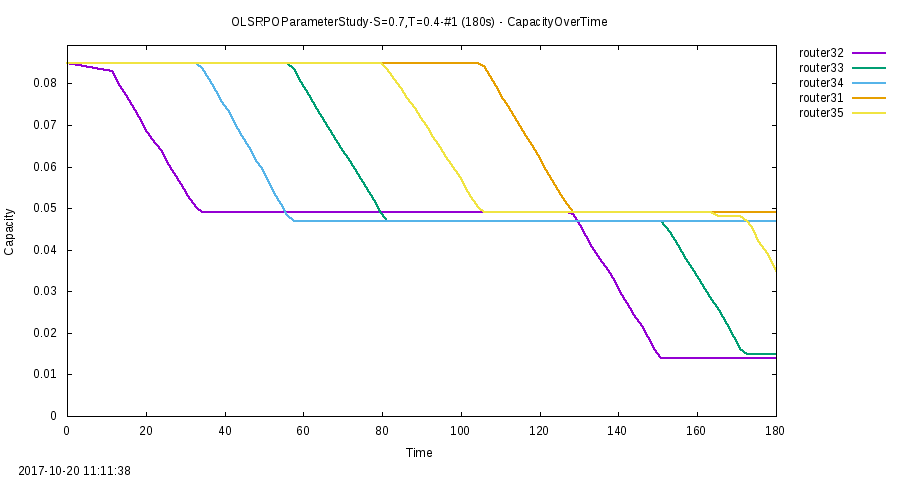 OLSRPOParameterStudy-S=0.7,T=0.4-#1 (180s) - CapacityOverTime
router32
router33
router34
router31
router35
0.08
0.07
0.06
0.05
0.04
0.03
0.02
0.01
0
Capacity
0 20 40 60 80 100 120 140 160 180
Time
2017-10-20 11:11:38